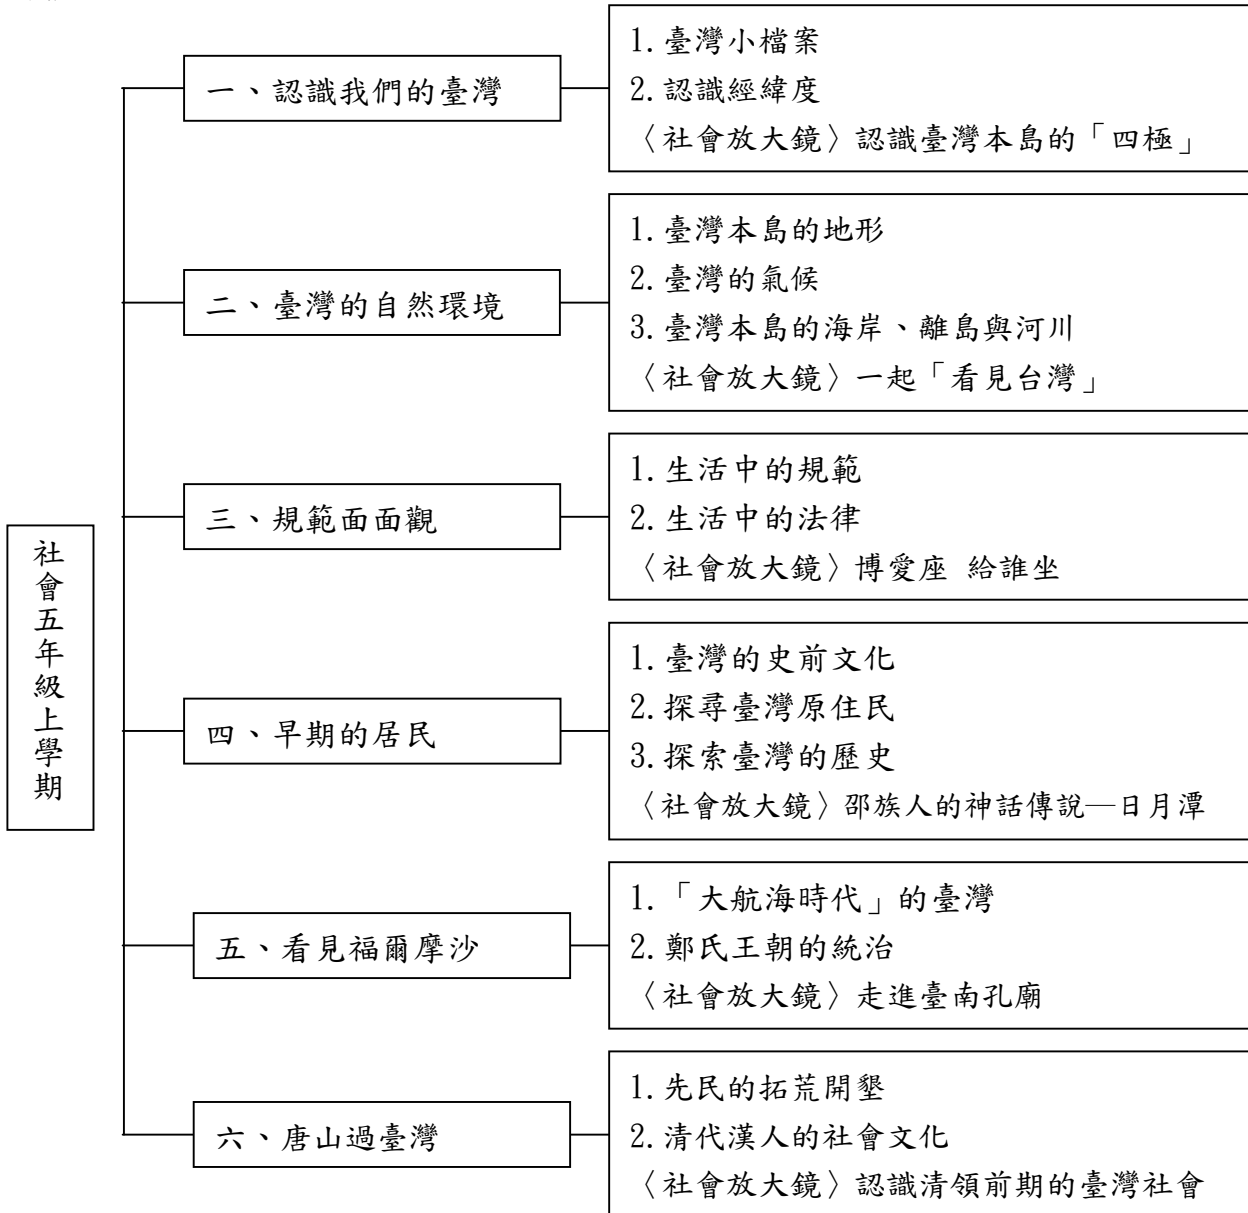 社會五年級上學期
一、認識我們的臺灣
1.臺灣小檔案
2.認識經緯度
〈社會放大鏡〉認識臺灣本島的「四極」
二、臺灣的自然環境
1.臺灣本島的地形
2.臺灣的氣候
3.臺灣本島的海岸、離島與河川
〈社會放大鏡〉一起「看見台灣」
三、規範面面觀
1.生活中的規範
2.生活中的法律
〈社會放大鏡〉博愛座 給誰坐
四、早期的居民
1.臺灣的史前文化
2.探尋臺灣原住民
3.探索臺灣的歷史
〈社會放大鏡〉邵族人的神話傳說—日月潭
五、看見福爾摩沙
1.「大航海時代」的臺灣
2.鄭氏王朝的統治
〈社會放大鏡〉走進臺南孔廟
六、唐山過臺灣
1.先民的拓荒開墾
2.清代漢人的社會文化
〈社會放大鏡〉認識清領前期的臺灣社會